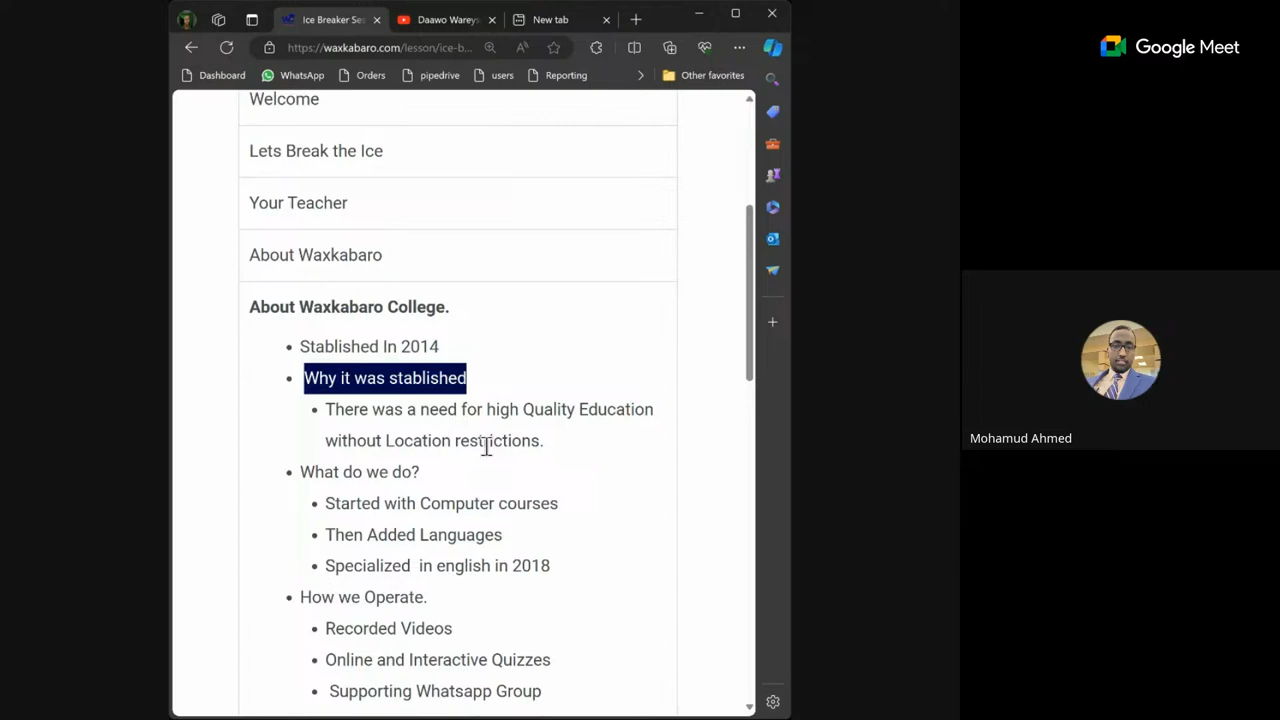 Ice Breaker Ses
Daawo Wareys
New tab
https://waxkabaro.com/lesson/ice-b...
Dashboard
WhatsApp
Orders
pipedrive
users
Reporting
Other favorites
Google Meet
Welcome
Lets Break the Ice
Your Teacher
About Waxkabaro
About Waxkabaro College.
• Stablished In 2014
• Why it was stablished
• There was a need for high Quality Education
without Location restrictions.
• What do we do?
• Started with Computer courses
• Then Added Languages
• Specialized in english in 2018
• How we Operate.
• Recorded Videos
• Online and Interactive Quizzes
• Supporting Whatsapp Group
Mohamud Ahmed